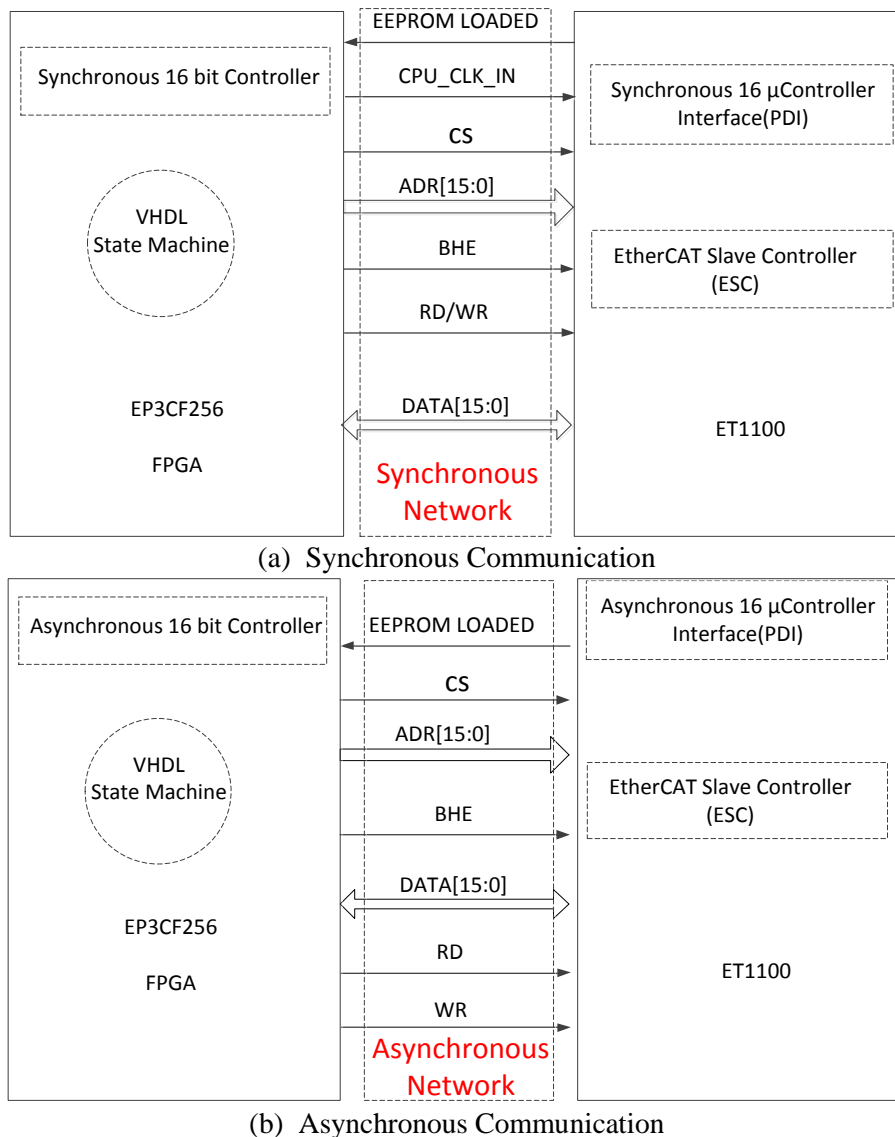 EEPROM LOADED
Synchronous 16 bit Controller
CPU_CLK_IN
Synchronous 16 µController
Interface(PDI)
CS
ADR[15:0]
VHDL
State Machine
BHE
EtherCAT Slave Controller
(ESC)
RD/WR
EP3CF256
DATA[15:0]
ET1100
FPGA
Synchronous
Network
(a) Synchronous Communication
Asynchronous 16 bit Controller
EEPROM LOADED
Asynchronous 16 µController
Interface(PDI)
CS
ADR[15:0]
VHDL
State Machine
BHE
EtherCAT Slave Controller
(ESC)
DATA[15:0]
EP3CF256
RD
ET1100
FPGA
WR
Asynchronous
Network
(b) Asynchronous Communication